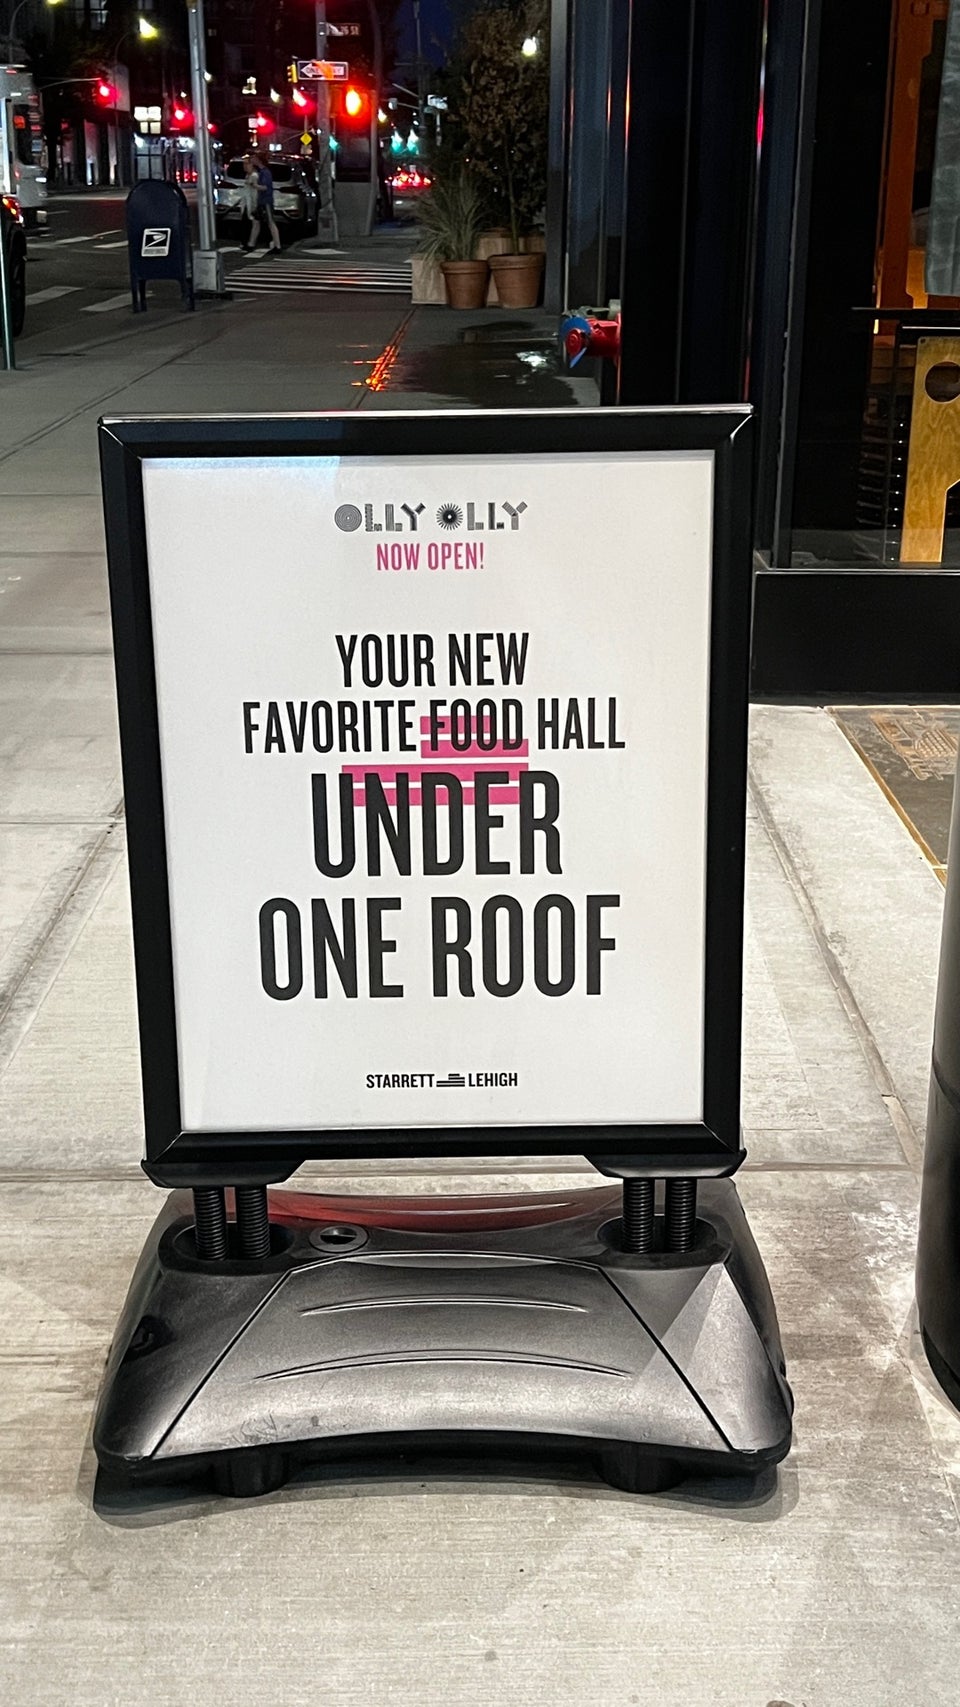 OLLY OLLY
NOW OPEN!
YOUR NEW
FAVORITE FOOD HALL
UNDER
ONE ROOF
STARRETT LEHIGH